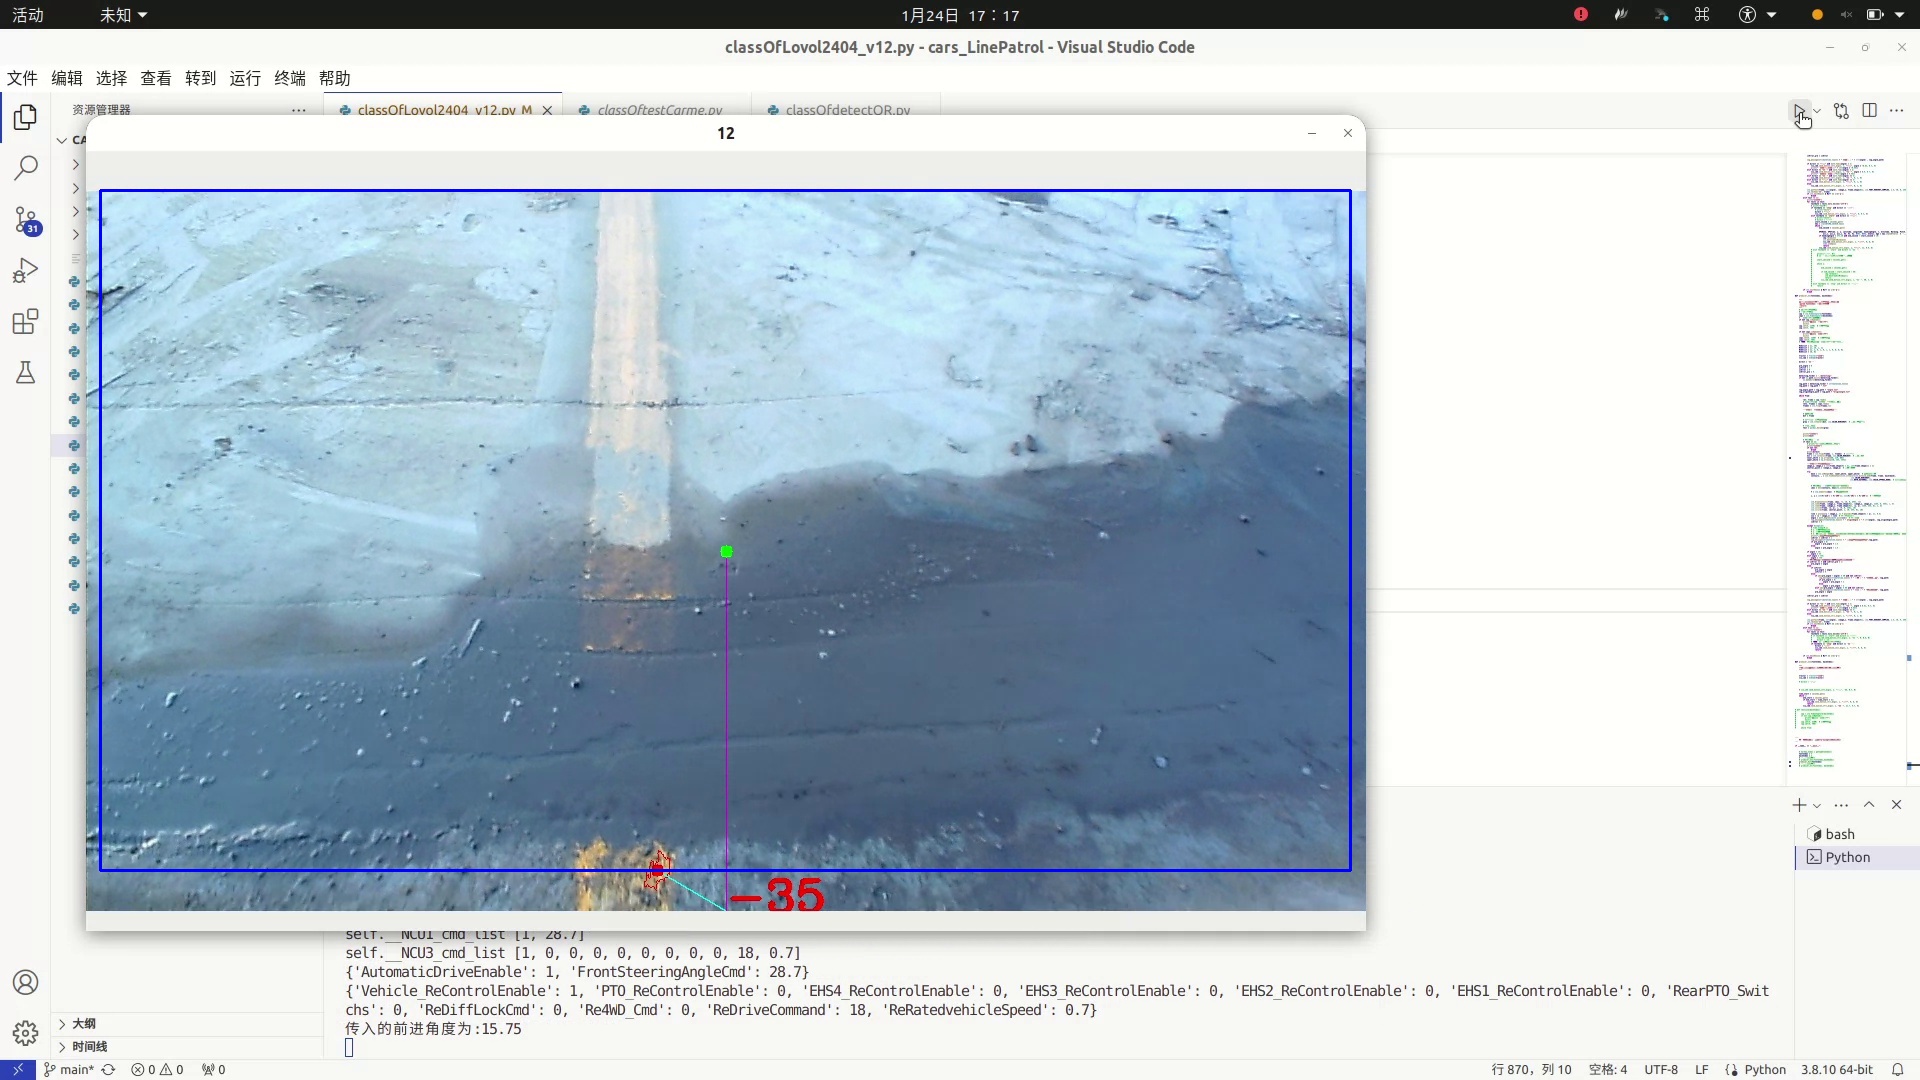 活动
未知
1月24日 17:17
classOfLovol2404_v12.py - cars_LinePatrol - Visual Studio Code
文件 编辑 选择 查看 转到 运行 终端 帮助
资源管理器
classOfLovol2404_v12.py M
classOftestCarme.py
classOfdetectQR.py
CA
12
31
-35
bash
Python
self.__NCU1_cmd_list [1, 28.7]
self.__NCU3_cmd_list [1, 0, 0, 0, 0, 0, 0, 0, 0, 18, 0.7]
{'AutomaticDriveEnable': 1, 'FrontSteeringAngleCmd': 28.7}
{'Vehicle_ReControlEnable': 1, 'PTO_ReControlEnable': 0, 'EHS4_ReControlEnable': 0, 'EHS3_ReControlEnable': 0, 'EHS2_ReControlEnable': 0, 'EHS1_ReControlEnable': 0, 'RearPTO_Swit
chs': 0, 'ReDiffLockCmd': 0, 'Re4WD_Cmd': 0, 'ReDriveCommand': 18, 'ReRatedvehicleSpeed': 0.7}
传入的前进角度为:15.75
大纲
时间线
main* 0 0 0 行 870，列 10 空格: 4 UTF-8 LF Python 3.8.10 64-bit